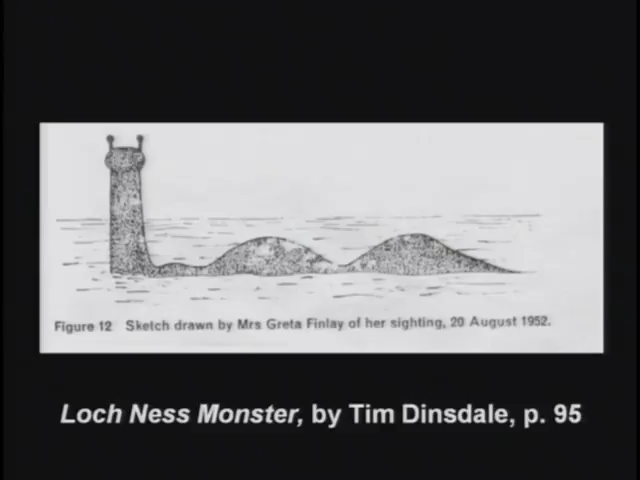 Figure 12 Sketch drawn by Mrs Greta Finlay of her sighting, 20 August 1952.
Loch Ness Monster, by Tim Dinsdale, p. 95